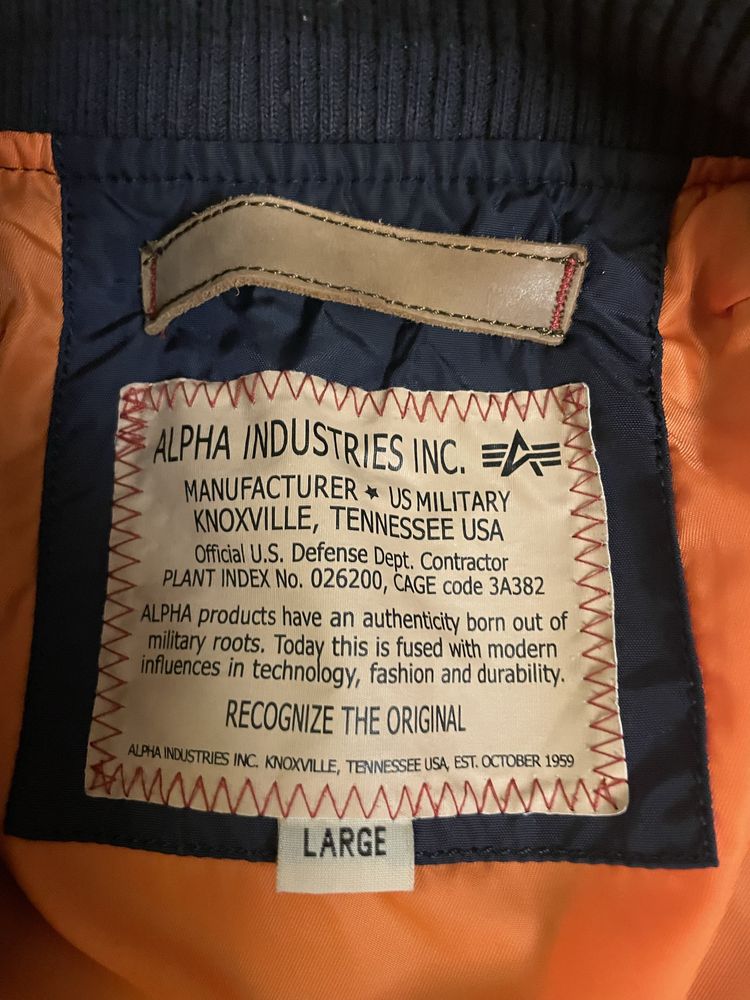 ALPHA INDUSTRIES INC.
MANUFACTURER ★ US MILITARY
KNOXVILLE, TENNESSEE USA
Official U.S. Defense Dept. Contractor
PLANT INDEX No. 026200, CAGE code 3A382
ALPHA products have an authenticity born out of
military roots. Today this is fused with modern
influences in technology, fashion and durability.
RECOGNIZE THE ORIGINAL
ALPHA INDUSTRIES INC. KNOXVILLE, TENNESSEE USA, EST. OCTOBER 1959
LARGE